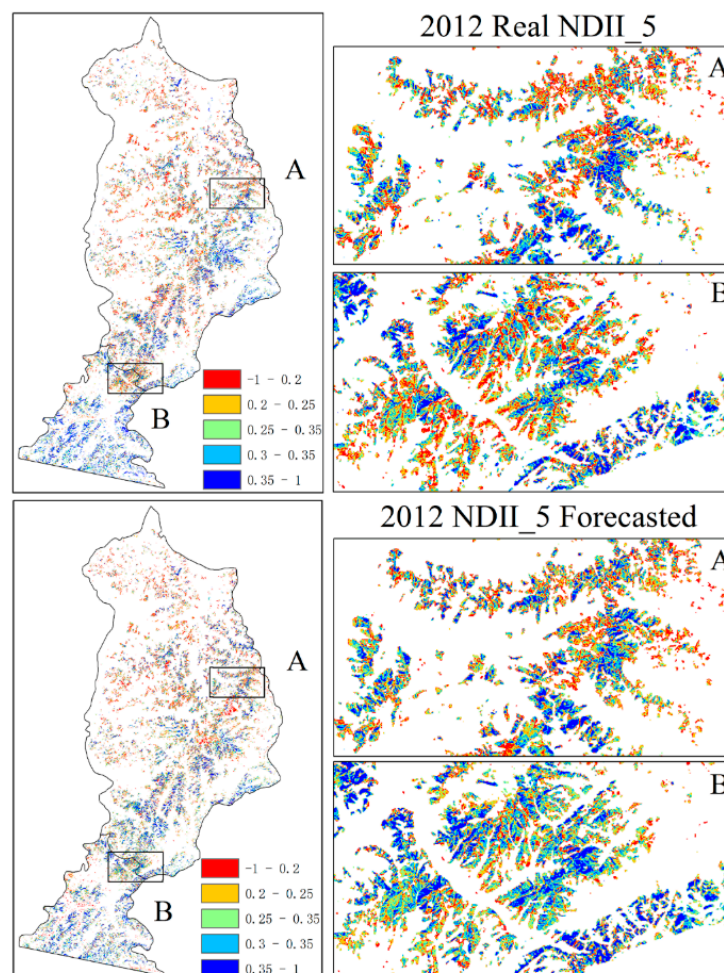 2012 Real NDII_5
A
A
B
B
-1 - 0.2
0.2 - 0.25
0.25 - 0.35
0.3 - 0.35
0.35 - 1
2012 NDII_5 Forecasted
A
A
B
B
-1 - 0.2
0.2 - 0.25
0.25 - 0.35
0.3 - 0.35
0.35 - 1